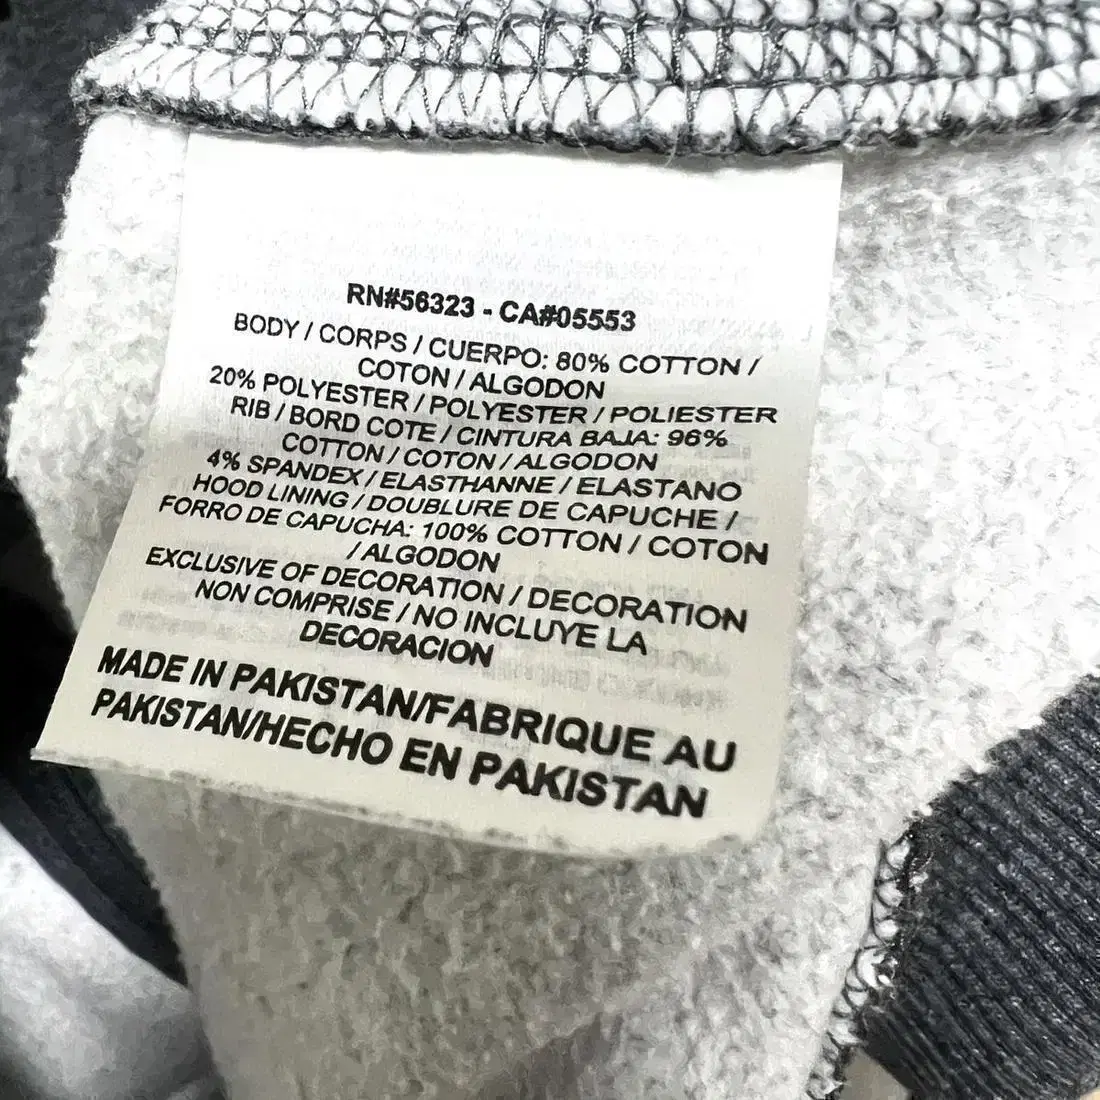 RN#56323 - CA#05553
BODY / CORPS / CUERPO: 80% COTTON /
COTON / ALGODON
20% POLYESTER / POLYESTER / POLIESTER
RIB / BORD COTE / CINTURA BAJA: 96%
COTTON / COTON / ALGODON
4% SPANDEX / ELASTHANNE / ELASTANO
HOOD LINING / DOUBLURE DE CAPUCHE /
FORRO DE CAPUCHA: 100% COTTON / COTON
/ ALGODON
EXCLUSIVE OF DECORATION / DECORATION
NON COMPRISE / NO INCLUYE LA
DECORACION
MADE IN PAKISTAN/FABRIQUE AU
PAKISTAN/HECHO EN PAKISTAN